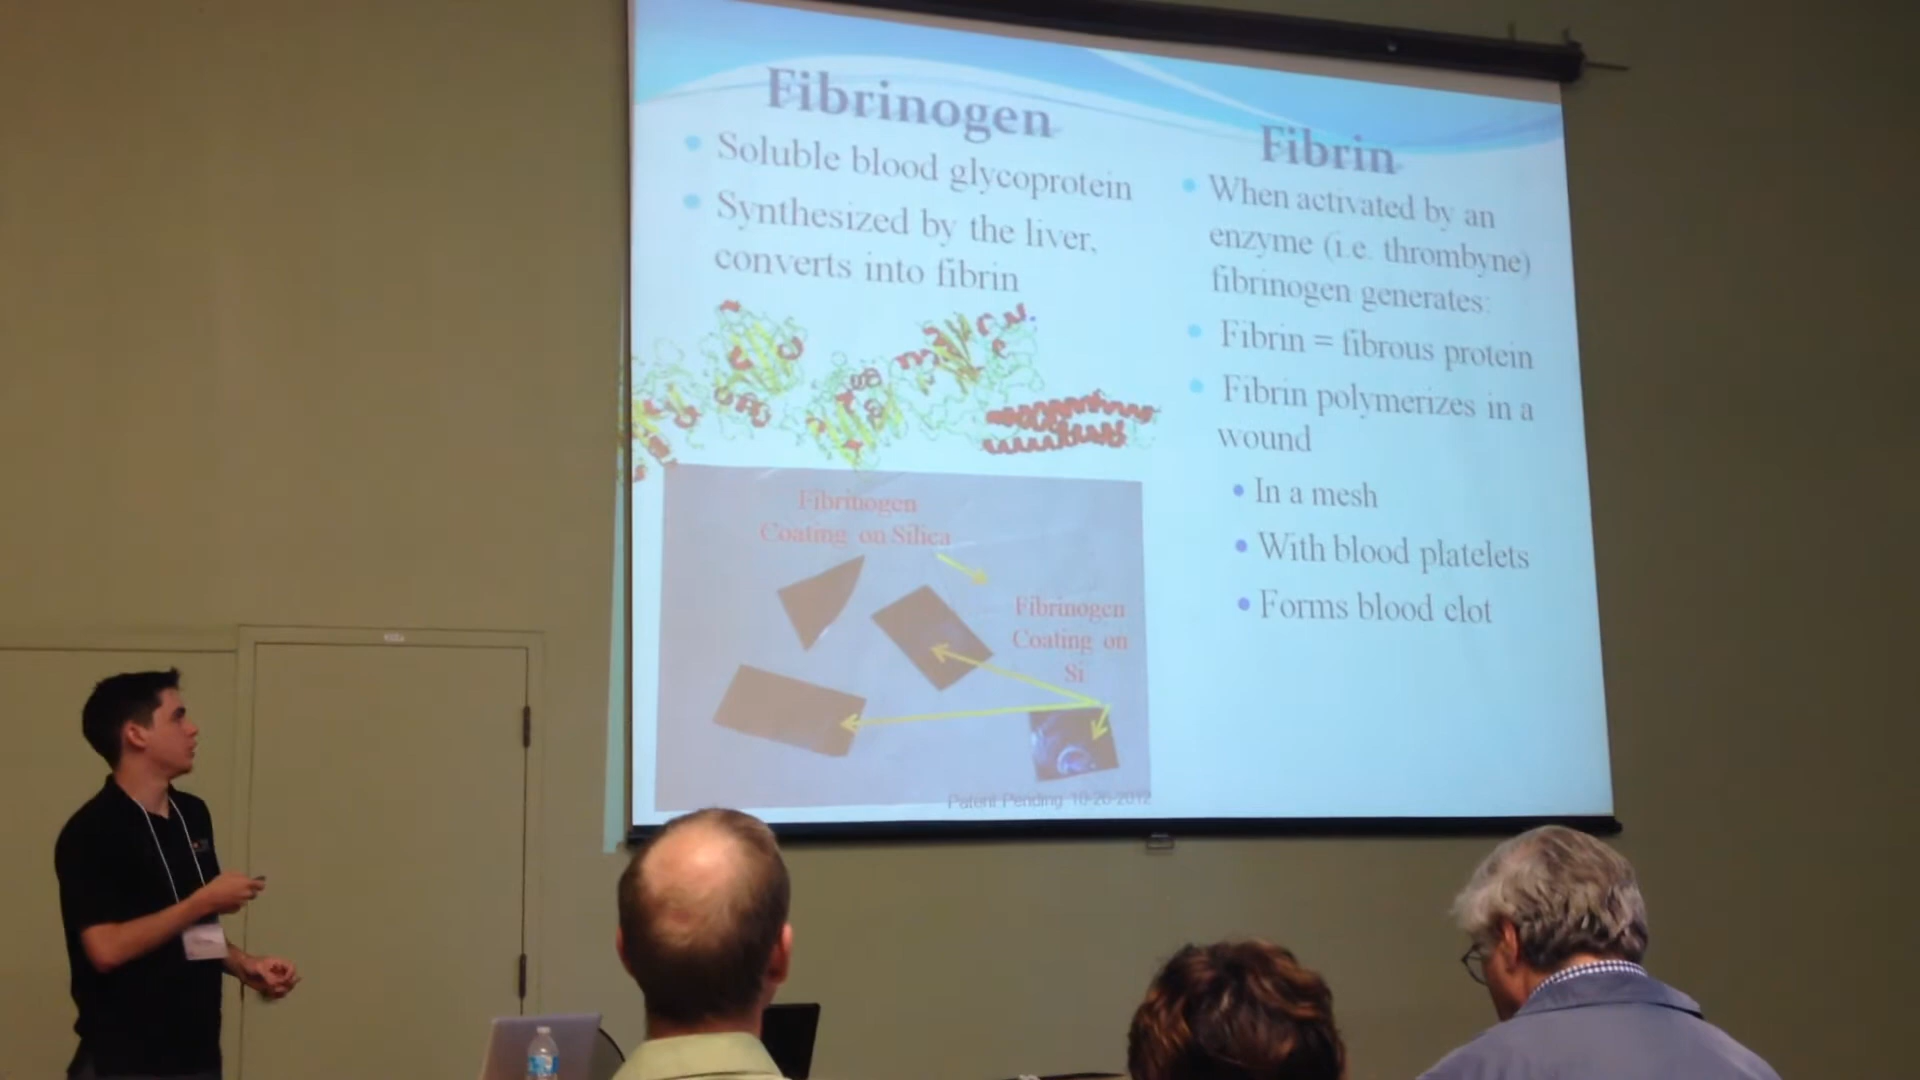 Fibrinogen
Soluble blood glycoprotein
Synthesized by the liver,
converts into fibrin
Fibrinogen
Coating on Silica
Fibrinogen
Coating on
Si
Patent Pending 10-26-2012
Fibrin
When activated by an
enzyme (i.e. thrombyne)
fibrinogen generates:
Fibrin = fibrous protein
Fibrin polymerizes in a
wound
In a mesh
With blood platelets
Forms blood clot